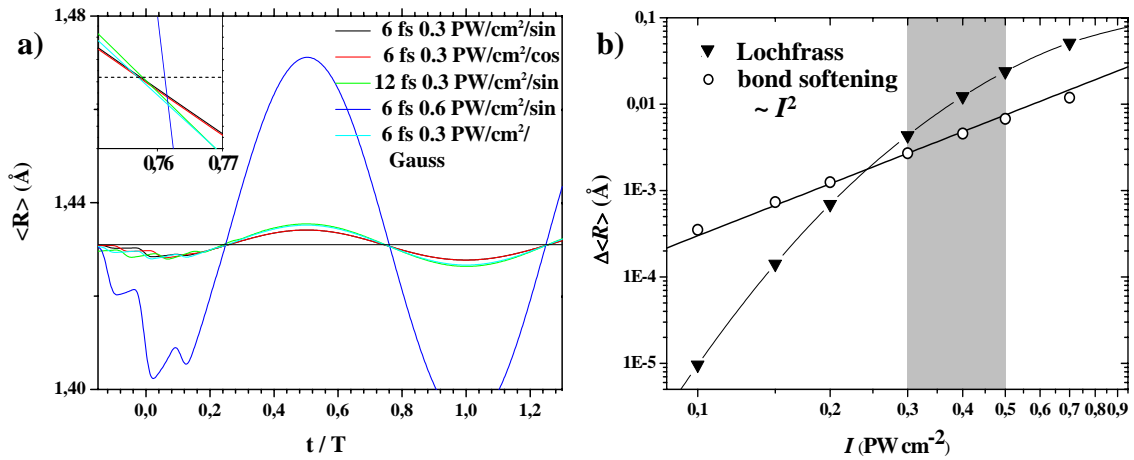 a)
1,48
1,44
1,40
<R> (Å)
0,76
0,77
6 fs 0.3 PW/cm²/sin
6 fs 0.3 PW/cm²/cos
12 fs 0.3 PW/cm²/sin
6 fs 0.6 PW/cm²/sin
6 fs 0.3 PW/cm²/
Gauss
0,0
0,2
0,4
0,6
0,8
1,0
1,2
t / T
b)
0,1
0,01
1E-3
1E-4
1E-5
Δ<R> (Å)
Lochfrass
bond softening
~ I²
0,1
0,2
0,3
0,4
0,5
0,6
0,7
0,8
0,9
I (PW cm⁻²)